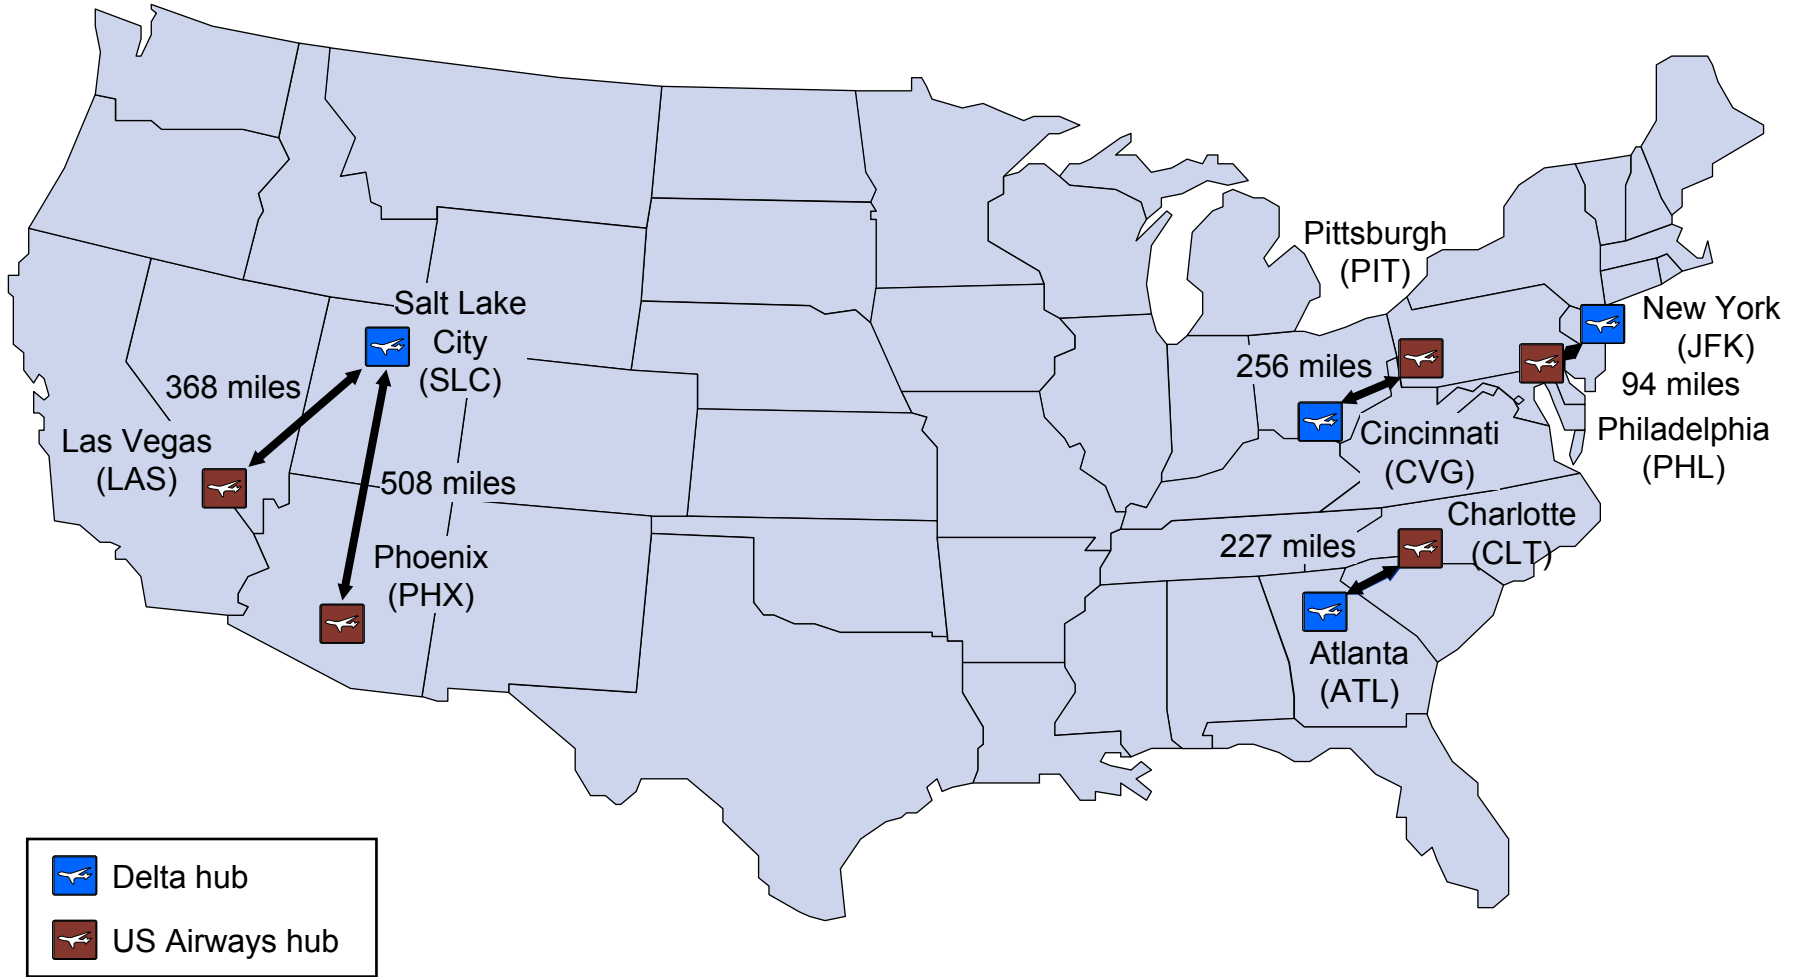 Pittsburgh
(PIT)
Salt Lake
City
(SLC)
New York
(JFK)
368 miles
256 miles
94 miles
Las Vegas
(LAS)
Cincinnati
(CVG)
Philadelphia
(PHL)
508 miles
Charlotte
(CLT)
227 miles
Phoenix
(PHX)
Atlanta
(ATL)
Delta hub
US Airways hub